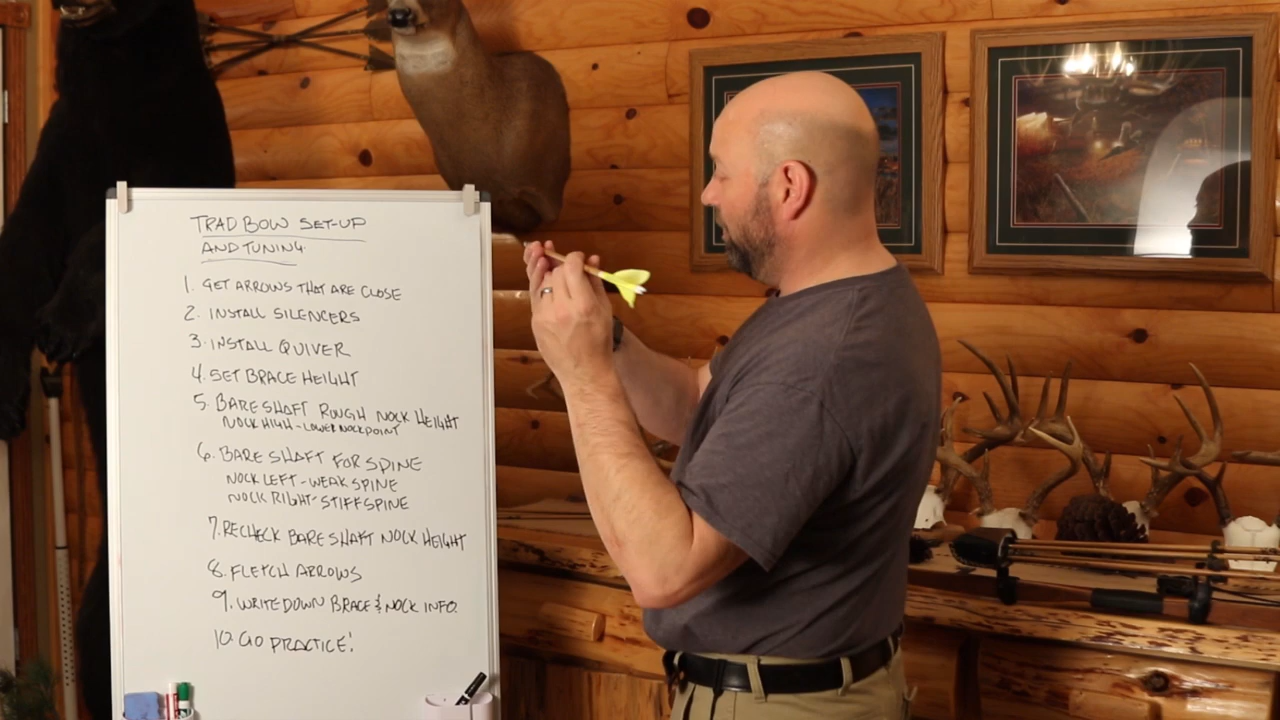 TRAD BOW SET-UP
AND TUNING
1. GET ARROWS THAT ARE CLOSE
2. INSTALL SILENCERS
3. INSTALL QUIVER
4. SET BRACE HEIGHT
5. BARE SHAFT ROUGH NOCK HEIGHT
NOCK HIGH - LOWER NOCK POINT
6. BARE SHAFT FOR SPINE
NOCK LEFT - WEAK SPINE
NOCK RIGHT - STIFF SPINE
7. RECHECK BARE SHAFT NOCK HEIGHT
8. FLETCH ARROWS
9. WRITE DOWN BRACE & NOCK INFO.
10. GO PRACTICE!